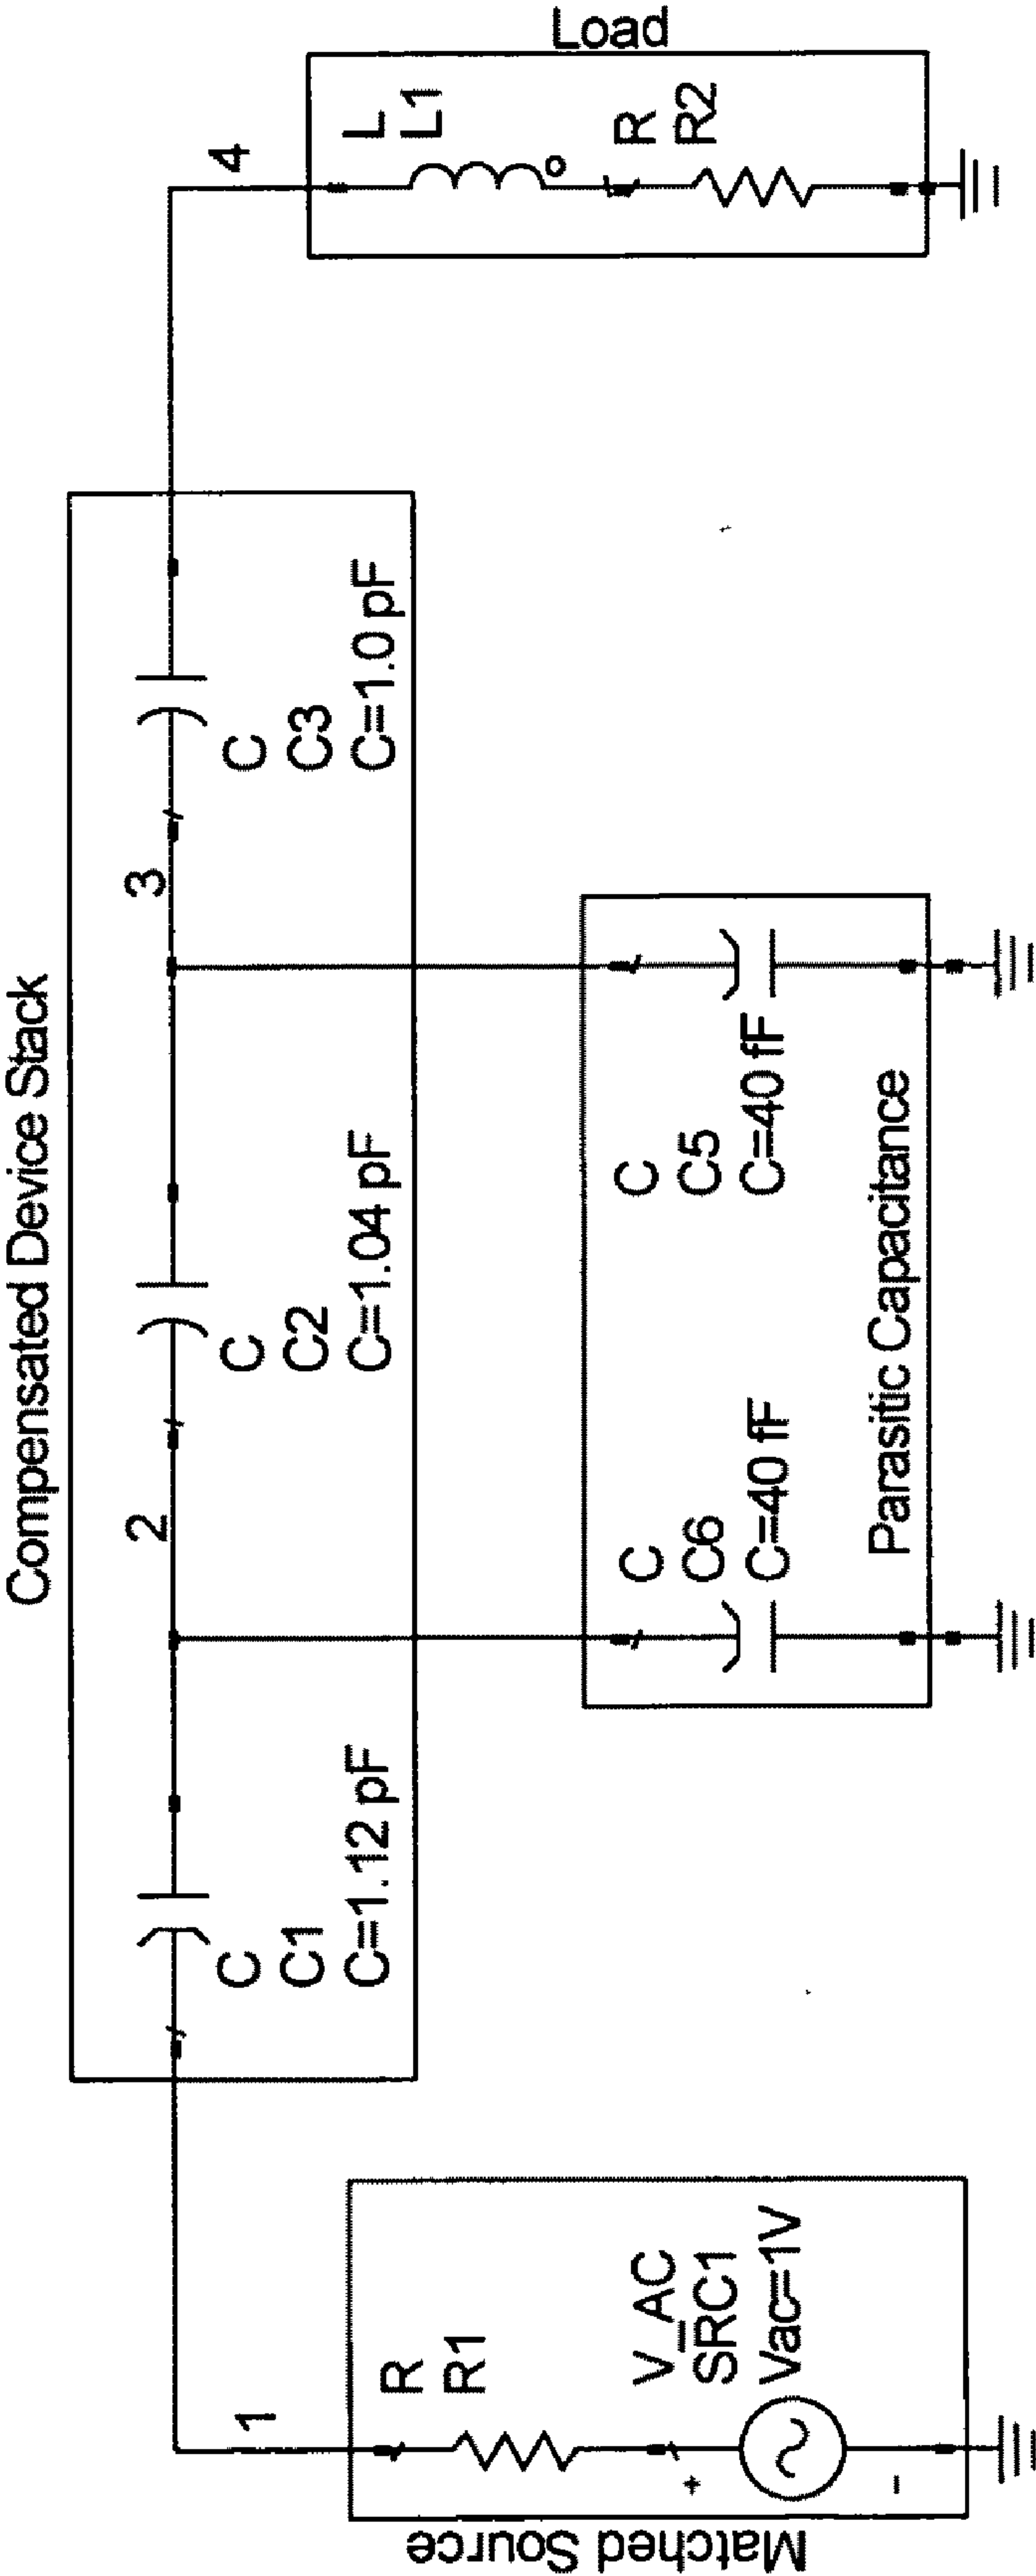 Compensated Device Stack
1
2
3
4
C
C1
C=1.12 pF
C
C2
C=1.04 pF
C
C3
C=1.0 pF
Matched Source
R
R1
V_AC
SRC1
Vac=1V
+
-
C
C6
C=40 fF
C
C5
C=40 fF
Parasitic Capacitance
L
L1
R
R2
Load